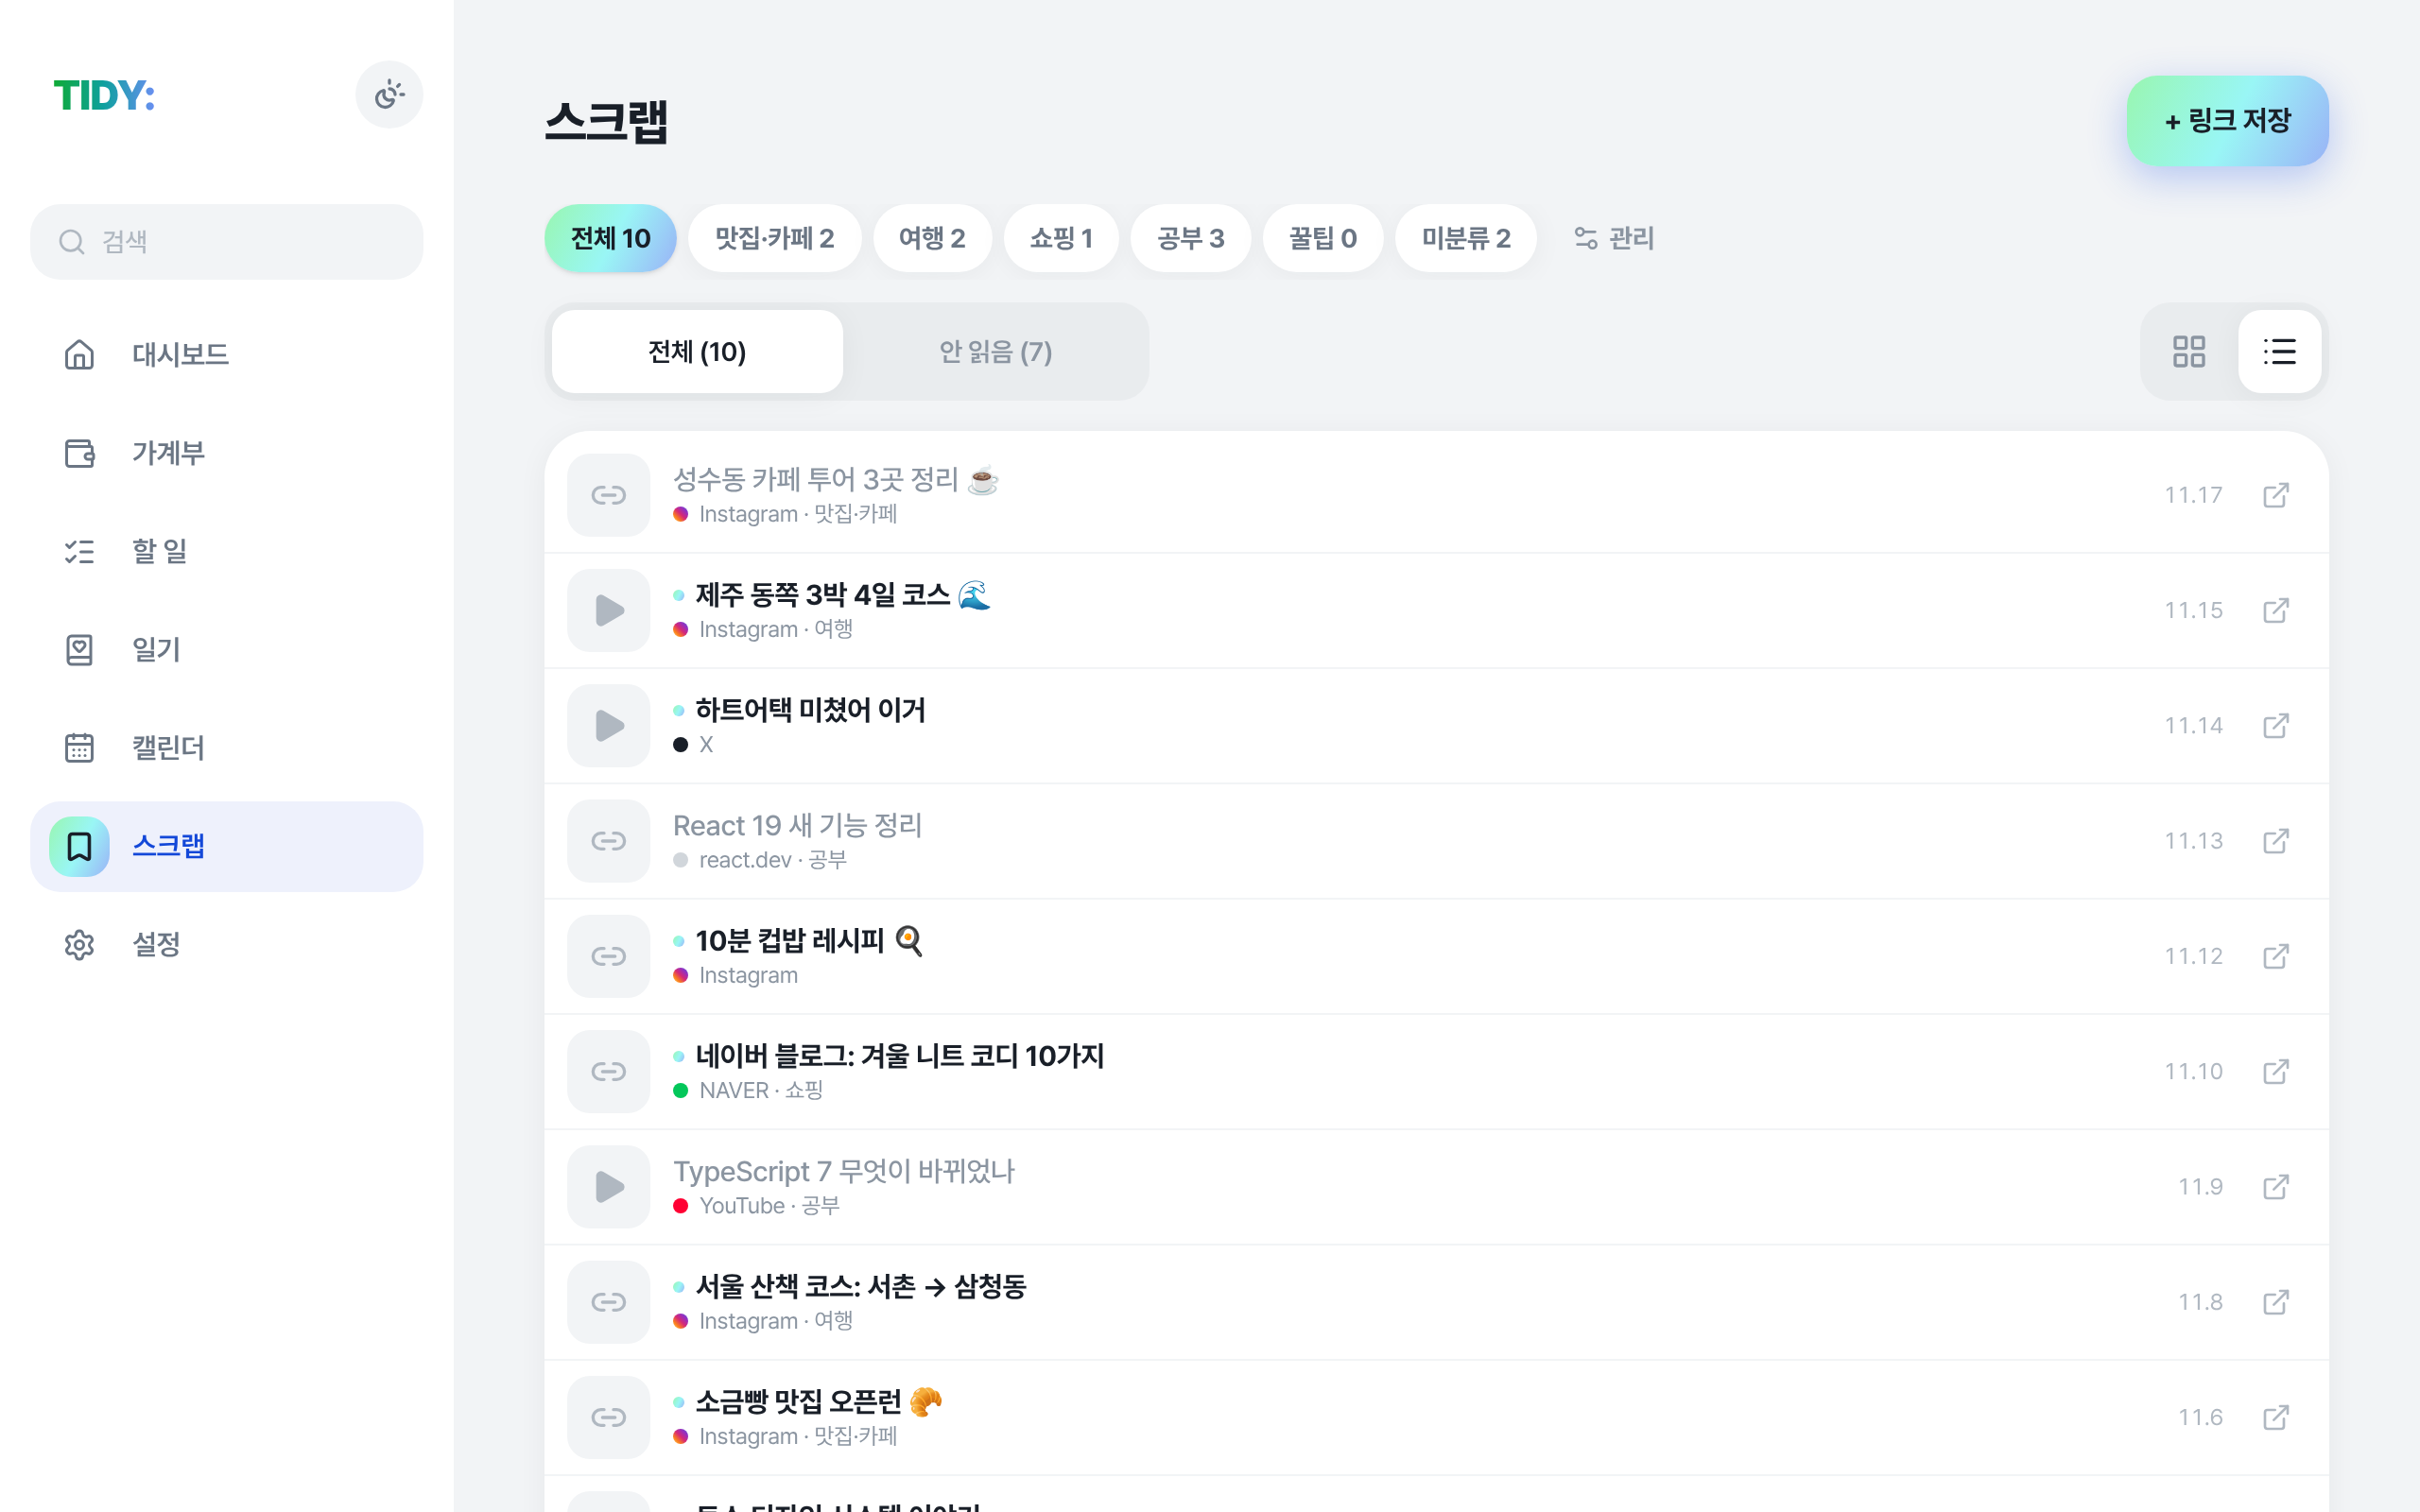 TIDY:
검색
대시보드
가계부
할 일
일기
캘린더
스크랩
설정
스크랩
+ 링크 저장
전체 10
맛집·카페 2
여행 2
쇼핑 1
공부 3
꿀팁 0
미분류 2
관리
전체 (10)
안 읽음 (7)
성수동 카페 투어 3곳 정리 ☕
Instagram · 맛집·카페
11.17
제주 동쪽 3박 4일 코스 🌊
Instagram · 여행
11.15
하트어택 미쳤어 이거
X
11.14
React 19 새 기능 정리
react.dev · 공부
11.13
10분 컵밥 레시피 🍳
Instagram
11.12
네이버 블로그: 겨울 니트 코디 10가지
NAVER · 쇼핑
11.10
TypeScript 7 무엇이 바뀌었나
YouTube · 공부
11.9
서울 산책 코스: 서촌 → 삼청동
Instagram · 여행
11.8
소금빵 맛집 오픈런 🥐
Instagram · 맛집·카페
11.6